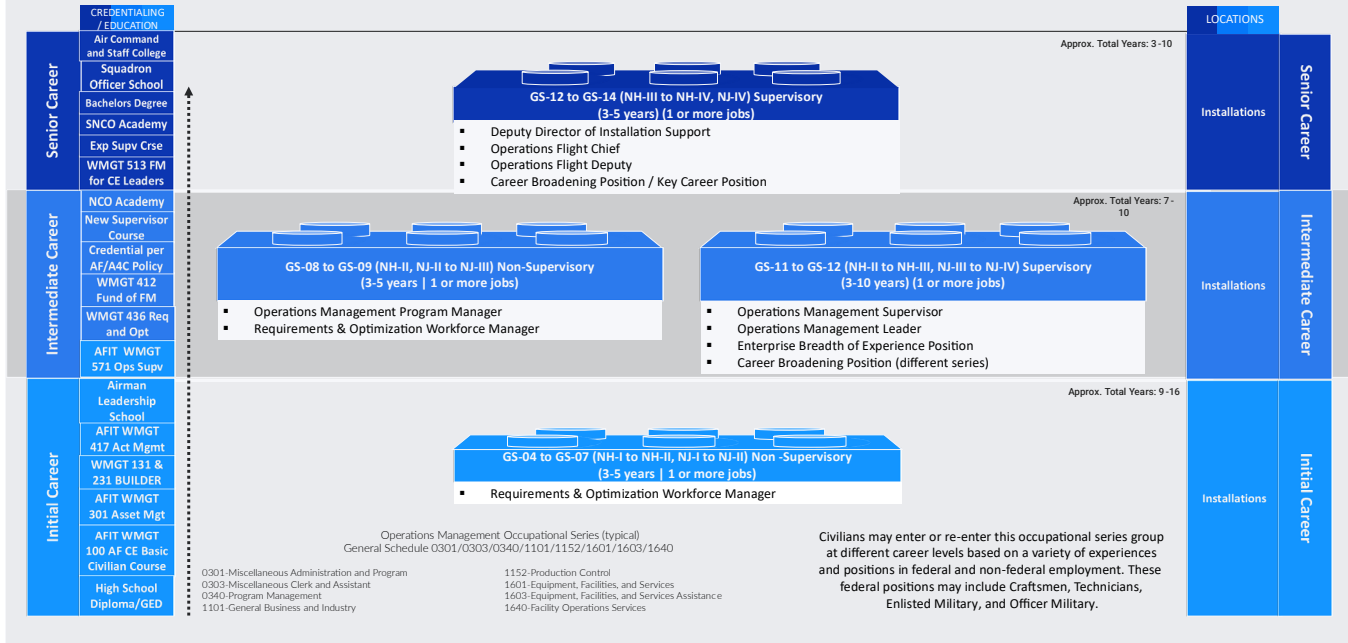 CREDENTIALING
/ EDUCATION
LOCATIONS
Senior Career
Air Command
and Staff College
Squadron
Officer School
Bachelors Degree
SNCO Academy
Exp Supv Crse
WMGT 513 FM
for CE Leaders
Approx. Total Years: 3-10
GS-12 to GS-14 (NH-III to NH-IV, NJ-IV) Supervisory
(3-5 years) (1 or more jobs)
▪ Deputy Director of Installation Support
▪ Operations Flight Chief
▪ Operations Flight Deputy
▪ Career Broadening Position / Key Career Position
Installations
Senior Career
Intermediate Career
NCO Academy
New Supervisor
Course
Credential per
AF/A4C Policy
WMGT 412
Fund of FM
WMGT 436 Req
and Opt
AFIT WMGT
571 Ops Supv
Approx. Total Years: 7-
10
GS-08 to GS-09 (NH-II, NJ-II to NJ-III) Non-Supervisory
(3-5 years | 1 or more jobs)
▪ Operations Management Program Manager
▪ Requirements & Optimization Workforce Manager
GS-11 to GS-12 (NH-II to NH-III, NJ-III to NJ-IV) Supervisory
(3-10 years) (1 or more jobs)
▪ Operations Management Supervisor
▪ Operations Management Leader
▪ Enterprise Breadth of Experience Position
▪ Career Broadening Position (different series)
Installations
Intermediate Career
Initial Career
Airman
Leadership
School
AFIT WMGT
417 Act Mgmt
WMGT 131 &
231 BUILDER
AFIT WMGT
301 Asset Mgt
AFIT WMGT
100 AF CE Basic
Civilian Course
High School
Diploma/GED
Approx. Total Years: 9-16
GS-04 to GS-07 (NH-I to NH-II, NJ-I to NJ-II) Non -Supervisory
(3-5 years | 1 or more jobs)
▪ Requirements & Optimization Workforce Manager
Operations Management Occupational Series (typical)
General Schedule 0301/0303/0340/1101/1152/1601/1603/1640
0301-Miscellaneous Administration and Program
0303-Miscellaneous Clerk and Assistant
0340-Program Management
1101-General Business and Industry
1152-Production Control
1601-Equipment, Facilities, and Services
1603-Equipment, Facilities, and Services Assistance
1640-Facility Operations Services
Civilians may enter or re-enter this occupational series group
at different career levels based on a variety of experiences
and positions in federal and non-federal employment. These
federal positions may include Craftsmen, Technicians,
Enlisted Military, and Officer Military.
Installations
Initial Career